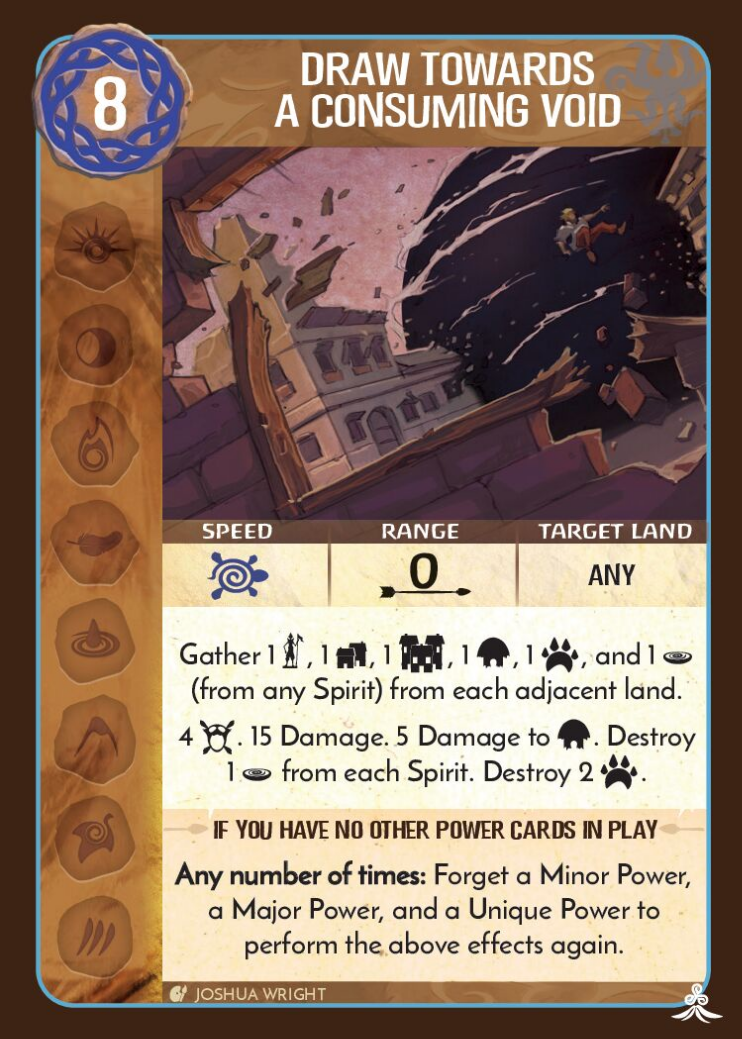 8
DRAW TOWARDS
A CONSUMING VOID
SPEED RANGE TARGET LAND
0 ANY
Gather 1 , 1 , 1 , 1 , 1 , and 1
(from any Spirit) from each adjacent land.
4 . 15 Damage. 5 Damage to . Destroy
1 from each Spirit. Destroy 2 .
IF YOU HAVE NO OTHER POWER CARDS IN PLAY
Any number of times: Forget a Minor Power,
a Major Power, and a Unique Power to
perform the above effects again.
JOSHUA WRIGHT